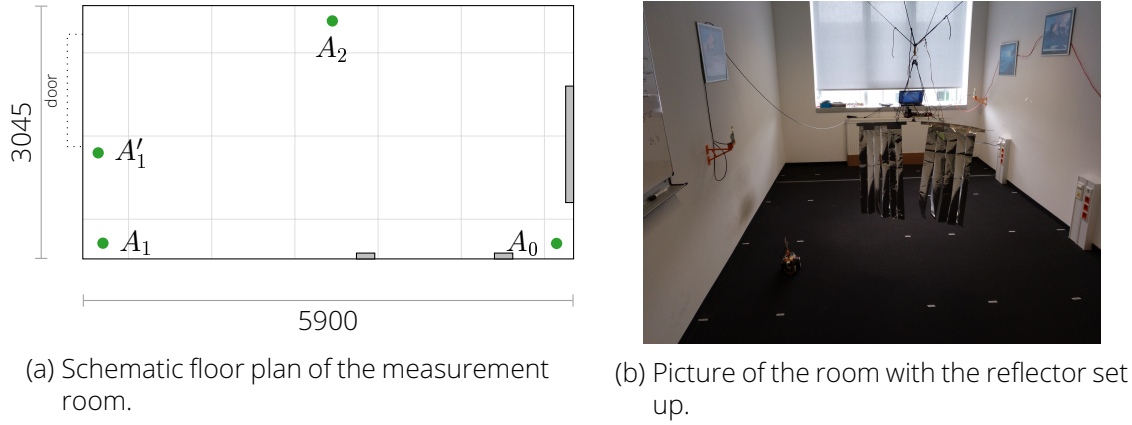 A₂
door
3045
A′₁
A₁
A₀
5900
(a) Schematic floor plan of the measurement
room.
(b) Picture of the room with the reflector set
up.